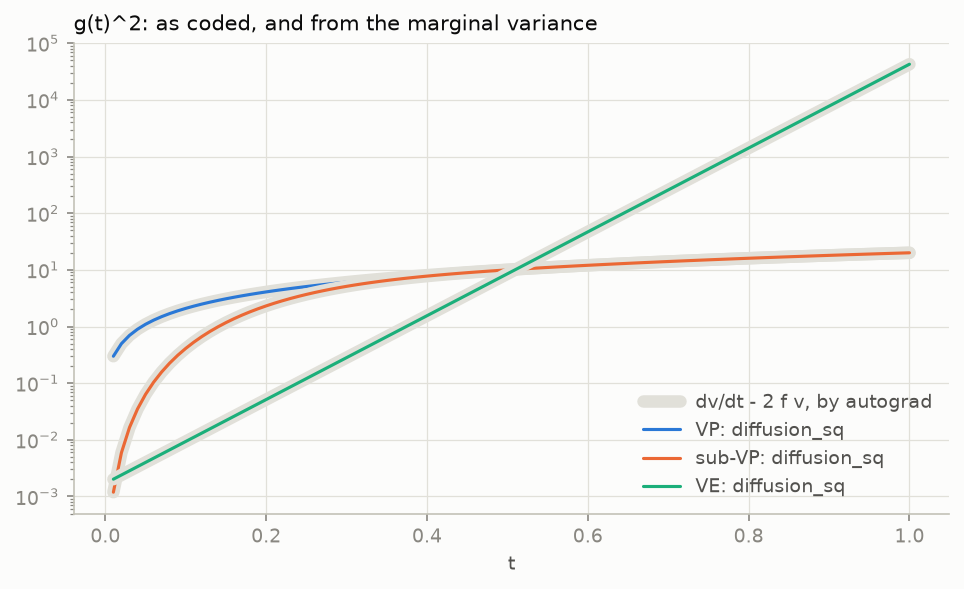 g(t)^2: as coded, and from the marginal variance
10^5
10^4
10^3
10^2
10^1
10^0
10^−1
10^−2
10^−3
dv/dt - 2 f v, by autograd
VP: diffusion_sq
sub-VP: diffusion_sq
VE: diffusion_sq
0.0 0.2 0.4 0.6 0.8 1.0
t